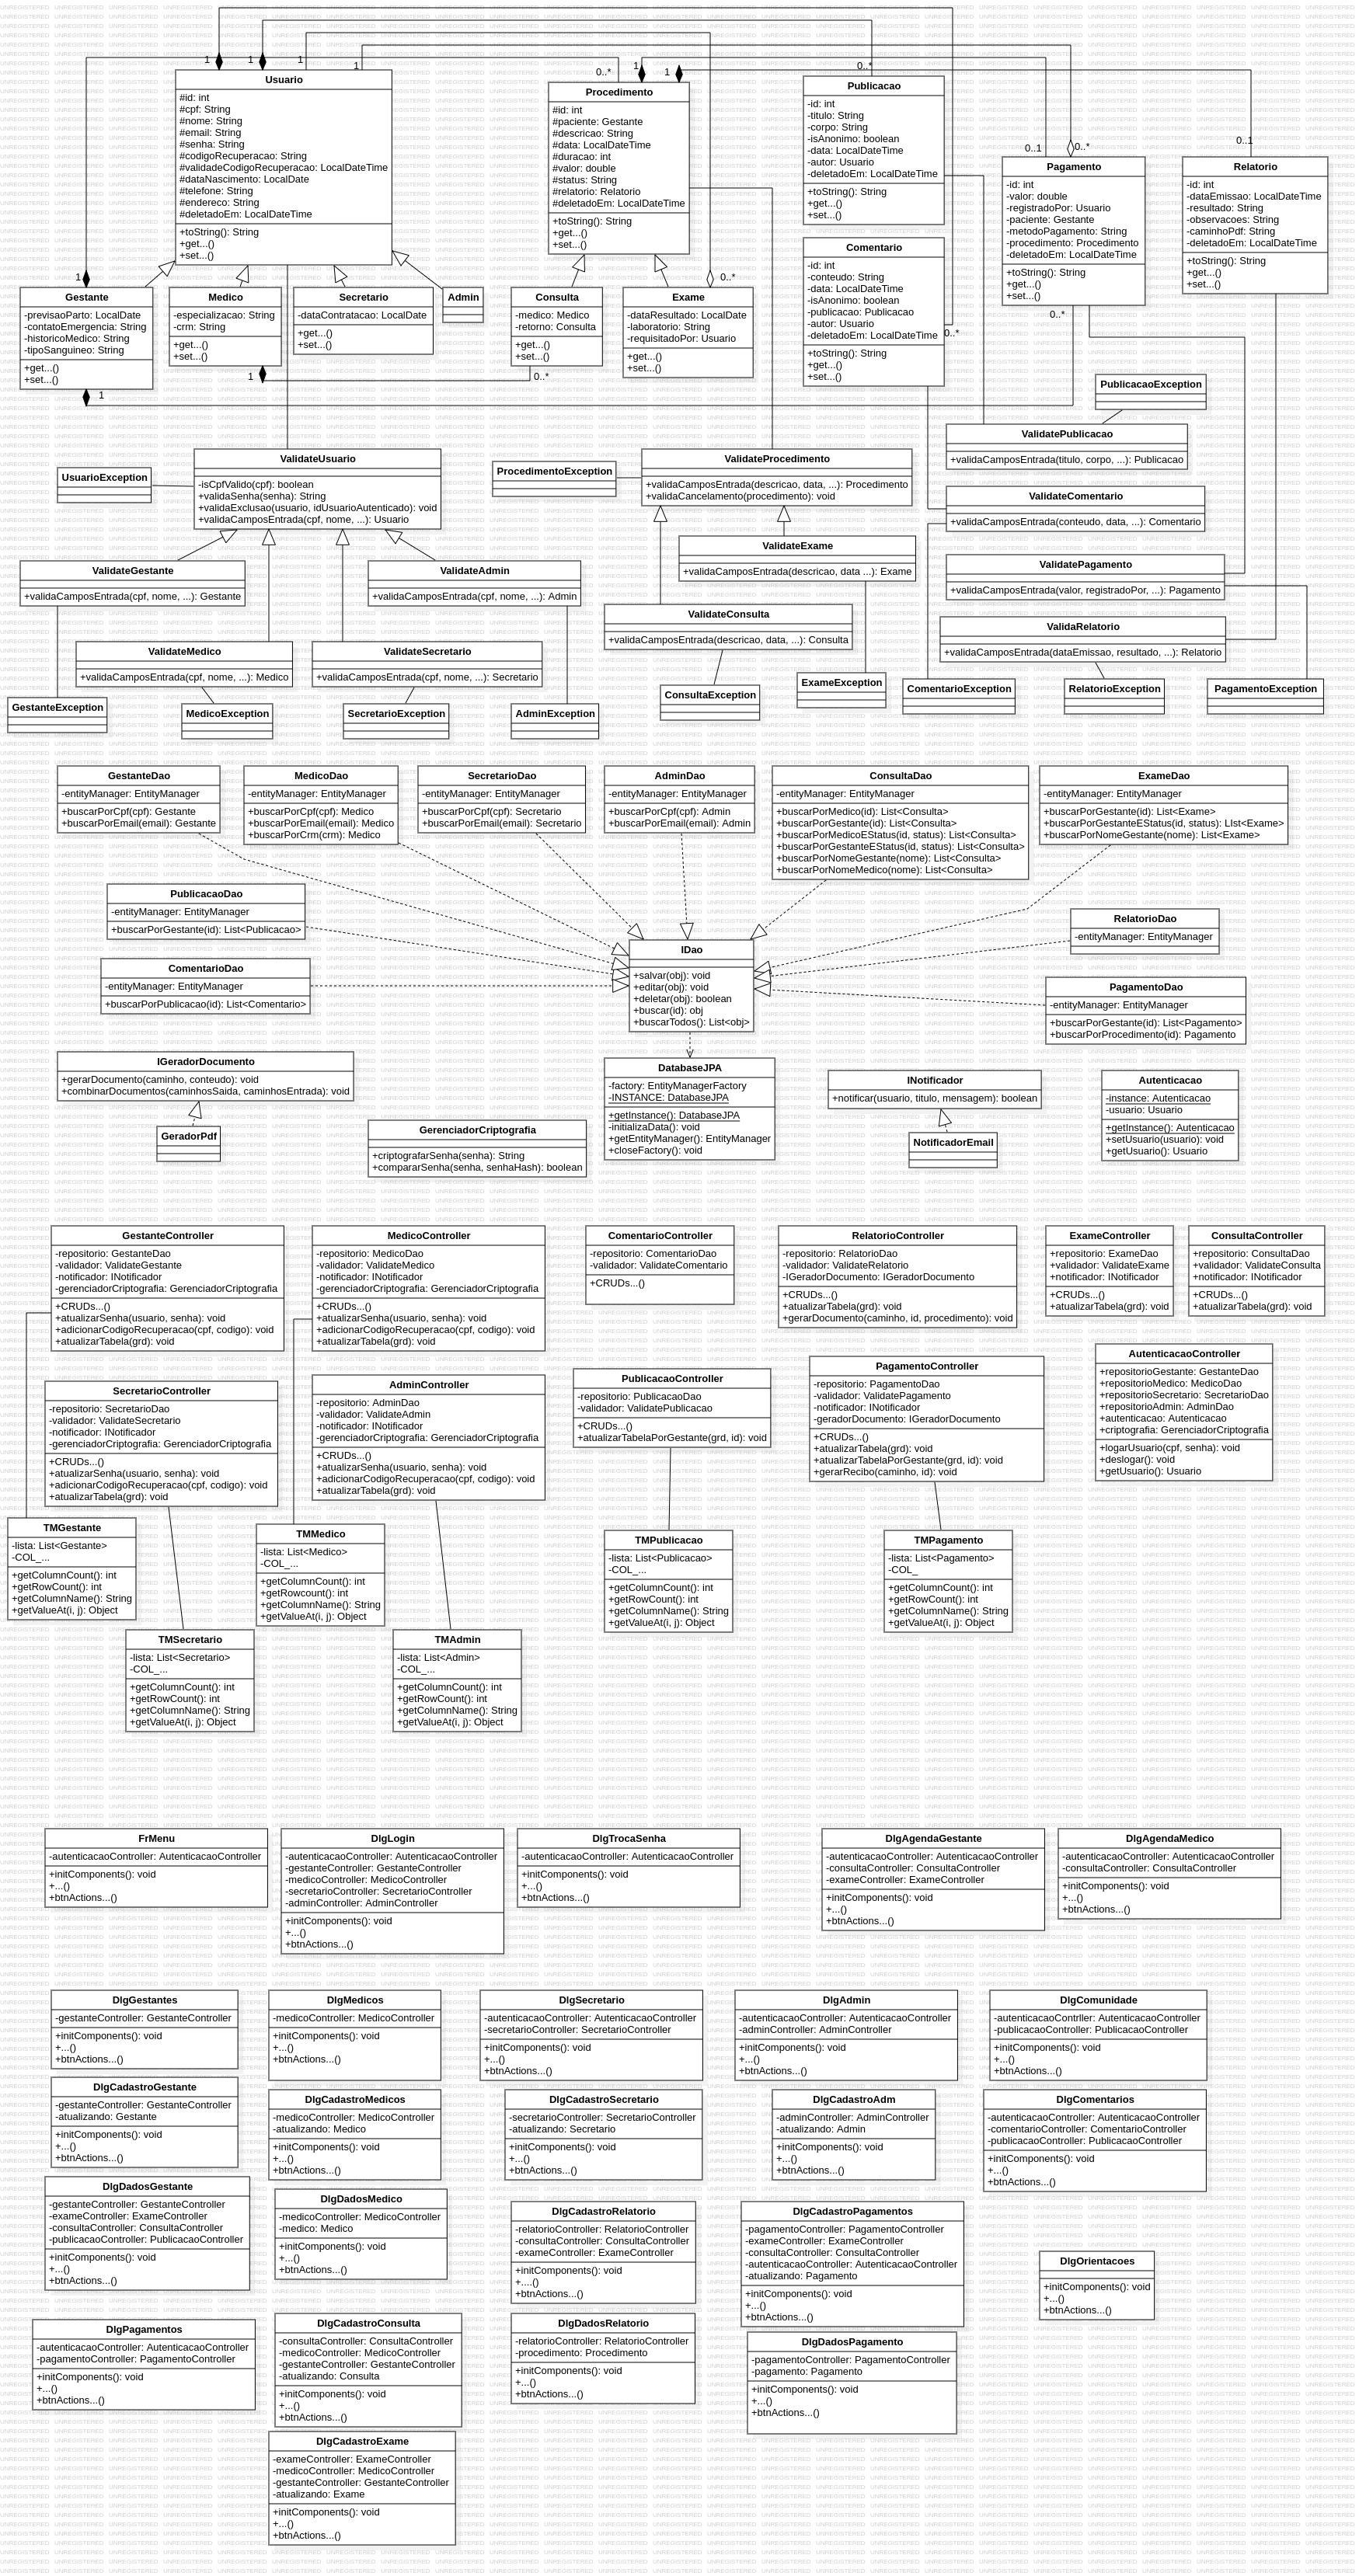 Usuario
#id: int
#cpf: String
#nome: String
#email: String
#senha: String
#codigoRecuperacao: String
#validadeCodigoRecuperacao: LocalDateTime
#dataNascimento: LocalDate
#telefone: String
#endereco: String
#deletadoEm: LocalDateTime
+toString(): String
+get...()
+set...()
1
1
1
1
Procedimento
#id: int
#paciente: Gestante
#descricao: String
#data: LocalDateTime
#duracao: int
#valor: double
#status: String
#relatorio: Relatorio
#deletadoEm: LocalDateTime
+toString(): String
+get...()
+set...()
0..*
1
1
Publicacao
-id: int
-titulo: String
-corpo: String
-isAnonimo: boolean
-data: LocalDateTime
-autor: Usuario
-deletadoEm: LocalDateTime
+toString(): String
+get...()
+set...()
0..*
Pagamento
-id: int
-valor: double
-registradoPor: Usuario
-paciente: Gestante
-metodoPagamento: String
-procedimento: Procedimento
-deletadoEm: LocalDateTime
+toString(): String
+get...()
+set...()
0..1
0..*
0..*
Relatorio
-id: int
-dataEmissao: LocalDateTime
-resultado: String
-observacoes: String
-caminhoPdf: String
-deletadoEm: LocalDateTime
+toString(): String
+get...()
+set...()
0..1
Comentario
-id: int
-conteudo: String
-data: LocalDateTime
-isAnonimo: boolean
-publicacao: Publicacao
-autor: Usuario
-deletadoEm: LocalDateTime
+toString(): String
+get...()
+set...()
0..*
Gestante
-previsaoParto: LocalDate
-contatoEmergencia: String
-historicoMedico: String
-tipoSanguineo: String
+get...()
+set...()
1
1
Medico
-especializacao: String
-crm: String
+get...()
+set...()
1
Secretario
-dataContratacao: LocalDate
+get...()
+set...()
Admin
Consulta
-medico: Medico
-retorno: Consulta
+get...()
+set...()
0..*
Exame
-dataResultado: LocalDate
-laboratorio: String
-requisitadoPor: Usuario
+get...()
+set...()
0..*
PublicacaoException
ValidatePublicacao
+validaCamposEntrada(titulo, corpo, ...): Publicacao
UsuarioException
ValidateUsuario
-isCpfValido(cpf): boolean
+validaSenha(senha): String
+validaExclusao(usuario, idUsuarioAutenticado): void
+validaCamposEntrada(cpf, nome, ...): Usuario
ProcedimentoException
ValidateProcedimento
+validaCamposEntrada(descricao, data, ...): Procedimento
+validaCancelamento(procedimento): void
ValidateComentario
+validaCamposEntrada(conteudo, data, ...): Comentario
ValidateExame
+validaCamposEntrada(descricao, data ...): Exame
ValidatePagamento
+validaCamposEntrada(valor, registradoPor, ...): Pagamento
ValidateGestante
+validaCamposEntrada(cpf, nome, ...): Gestante
ValidateAdmin
+validaCamposEntrada(cpf, nome, ...): Admin
ValidateConsulta
+validaCamposEntrada(descricao, data, ...): Consulta
ValidaRelatorio
+validaCamposEntrada(dataEmissao, resultado, ...): Relatorio
ValidateMedico
+validaCamposEntrada(cpf, nome, ...): Medico
ValidateSecretario
+validaCamposEntrada(cpf, nome, ...): Secretario
GestanteException
MedicoException
SecretarioException
AdminException
ConsultaException
ExameException
ComentarioException
RelatorioException
PagamentoException
GestanteDao
-entityManager: EntityManager
+buscarPorCpf(cpf): Gestante
+buscarPorEmail(email): Gestante
MedicoDao
-entityManager: EntityManager
+buscarPorCpf(cpf): Medico
+buscarPorEmail(email): Medico
+buscarPorCrm(crm): Medico
SecretarioDao
-entityManager: EntityManager
+buscarPorCpf(cpf): Secretario
+buscarPorEmail(email): Secretario
AdminDao
-entityManager: EntityManager
+buscarPorCpf(cpf): Admin
+buscarPorEmail(email): Admin
ConsultaDao
-entityManager: EntityManager
+buscarPorMedico(id): List<Consulta>
+buscarPorGestante(id): List<Consulta>
+buscarPorMedicoEStatus(id, status): List<Consulta>
+buscarPorGestanteEStatus(id, status): List<Consulta>
+buscarPorNomeGestante(nome): List<Consulta>
+buscarPorNomeMedico(nome): List<Consulta>
ExameDao
-entityManager: EntityManager
+buscarPorGestante(id): List<Exame>
+buscarPorGestanteEStatus(id, status): LIst<Exame>
+buscarPorNomeGestante(nome): List<Exame>
PublicacaoDao
-entityManager: EntityManager
+buscarPorGestante(id): List<Publicacao>
RelatorioDao
-entityManager: EntityManager
IDao
+salvar(obj): void
+editar(obj): void
+deletar(obj): boolean
+buscar(id): obj
+buscarTodos(): List<obj>
ComentarioDao
-entityManager: EntityManager
+buscarPorPublicacao(id): List<Comentario>
PagamentoDao
-entityManager: EntityManager
+buscarPorGestante(id): List<Pagamento>
+buscarPorProcedimento(id): Pagamento
IGeradorDocumento
+gerarDocumento(caminho, conteudo): void
+combinarDocumentos(caminhosSaida, caminhosEntrada): void
GeradorPdf
GerenciadorCriptografia
+criptografarSenha(senha): String
+compararSenha(senha, senhaHash): boolean
DatabaseJPA
-factory: EntityManagerFactory
-INSTANCE: DatabaseJPA
+getInstance(): DatabaseJPA
-initializaData(): void
+getEntityManager(): EntityManager
+closeFactory(): void
INotificador
+notificar(usuario, titulo, mensagem): boolean
NotificadorEmail
Autenticacao
-instance: Autenticacao
-usuario: Usuario
+getInstance(): Autenticacao
+setUsuario(usuario): void
+getUsuario(): Usuario
GestanteController
-repositorio: GestanteDao
-validador: ValidateGestante
-notificador: INotificador
-gerenciadorCriptografia: GerenciadorCriptografia
+CRUDs...()
+atualizarSenha(usuario, senha): void
+adicionarCodigoRecuperacao(cpf, codigo): void
+atualizarTabela(grd): void
MedicoController
-repositorio: MedicoDao
-validador: ValidateMedico
-notificador: INotificador
-gerenciadorCriptografia: GerenciadorCriptografia
+CRUDs...()
+atualizarSenha(usuario, senha): void
+adicionarCodigoRecuperacao(cpf, codigo): void
+atualizarTabela(grd): void
ComentarioController
-repositorio: ComentarioDao
-validador: ValidateComentario
+CRUDs...()
RelatorioController
-repositorio: RelatorioDao
-validador: ValidateRelatorio
-IGeradorDocumento: IGeradorDocumento
+CRUDs...()
+atualizarTabela(grd): void
+gerarDocumento(caminho, id, procedimento): void
ExameController
+repositorio: ExameDao
+validador: ValidateExame
+notificador: INotificador
+CRUDs...()
+atualizarTabela(grd): void
ConsultaController
+repositorio: ConsultaDao
+validador: ValidateConsulta
+notificador: INotificador
+CRUDs...()
+atualizarTabela(grd): void
SecretarioController
-repositorio: SecretarioDao
-validador: ValidateSecretario
-notificador: INotificador
-gerenciadorCriptografia: GerenciadorCriptografia
+CRUDs...()
+atualizarSenha(usuario, senha): void
+adicionarCodigoRecuperacao(cpf, codigo): void
+atualizarTabela(grd): void
AdminController
-repositorio: AdminDao
-validador: ValidateAdmin
-notificador: INotificador
-gerenciadorCriptografia: GerenciadorCriptografia
+CRUDs...()
+atualizarSenha(usuario, senha): void
+adicionarCodigoRecuperacao(cpf, codigo): void
+atualizarTabela(grd): void
PublicacaoController
-repositorio: PublicacaoDao
-validador: ValidatePublicacao
+CRUDs...()
+atualizarTabelaPorGestante(grd, id): void
PagamentoController
-repositorio: PagamentoDao
-validador: ValidatePagamento
-notificador: INotificador
-geradorDocumento: IGeradorDocumento
+CRUDs...()
+atualizarTabela(grd): void
+atualizarTabelaPorGestante(grd, id): void
+gerarRecibo(caminho, id): void
AutenticacaoController
+repositorioGestante: GestanteDao
+repositorioMedico: MedicoDao
+repositorioSecretario: SecretarioDao
+repositorioAdmin: AdminDao
+autenticacao: Autenticacao
+criptografia: GerenciadorCriptografia
+logarUsuario(cpf, senha): void
+deslogar(): void
+getUsuario(): Usuario
TMGestante
-lista: List<Gestante>
-COL_...
+getColumnCount(): int
+getRowCount(): int
+getColumnName(): String
+getValueAt(i, j): Object
TMMedico
-lista: List<Medico>
-COL_...
+getColumnCount(): int
+getRowcount(): int
+getColumnName(): String
+getValueAt(i, j): Object
TMPublicacao
-lista: List<Publicacao>
-COL_...
+getColumnCount(): int
+getRowCount(): int
+getColumnName(): String
+getValueAt(i, j): Object
TMPagamento
-lista: List<Pagamento>
-COL_
+getColumnCount(): int
+getRowCount(): int
+getColumnName(): String
+getValueAt(i, j): Object
TMSecretario
-lista: List<Secretario>
-COL_...
+getColumnCount(): int
+getRowCount(): int
+getColumnName(): String
+getValueAt(i, j): Object
TMAdmin
-lista: List<Admin>
-COL_...
+getColumnCount(): int
+getRowCount(): int
+getColumnName(): String
+getValueAt(i, j): Object
FrMenu
-autenticacaoController: AutenticacaoController
+initComponents(): void
+...()
+btnActions...()
DlgLogin
-autenticacaoController: AutenticacaoController
-gestanteController: GestanteController
-medicoController: MedicoController
-secretarioController: SecretarioController
-adminController: AdminController
+initComponents(): void
+...()
+btnActions...()
DlgTrocaSenha
-autenticacaoController: AutenticacaoController
+initComponents(): void
+...()
+btnActions...()
DlgAgendaGestante
-autenticacaoController: AutenticacaoController
-consultaController: ConsultaController
-exameController: ExameController
+initComponents(): void
+...()
+btnActions...()
DlgAgendaMedico
-autenticacaoController: AutenticacaoController
-consultaController: ConsultaController
+initComponents(): void
+...()
+btnActions...()
DlgGestantes
-gestanteController: GestanteController
+initComponents(): void
+...()
+btnActions...()
DlgMedicos
-medicoController: MedicoController
+initComponents(): void
+...()
+btnActions...()
DlgSecretario
-autenticacaoController: AutenticacaoController
-secretarioController: SecretarioController
+initComponents(): void
+...()
+btnActions...()
DlgAdmin
-autenticacaoController: AutenticacaoController
-adminController: AdminController
+initComponents(): void
+...()
+btnActions...()
DlgComunidade
-autenticacaoController: AutenticacaoController
-publicacaoController: PublicacaoController
+initComponents(): void
+...()
+btnActions...()
DlgCadastroGestante
-gestanteController: GestanteController
-atualizando: Gestante
+initComponents(): void
+...()
+btnActions...()
DlgCadastroMedicos
-medicoController: MedicoController
-atualizando: Medico
+initComponents(): void
+...()
+btnActions...()
DlgCadastroSecretario
-secretarioController: SecretarioController
-atualizando: Secretario
+initComponents(): void
+...()
+btnActions...()
DlgCadastroAdm
-adminController: AdminController
-atualizando: Admin
+initComponents(): void
+...()
+btnActions...()
DlgComentarios
-autenticacaoController: AutenticacaoController
-comentarioController: ComentarioController
-publicacaoController: PublicacaoController
+initComponents(): void
+...()
+btnActions...()
DlgDadosGestante
-gestanteController: GestanteController
-exameController: ExameController
-consultaController: ConsultaController
-publicacaoController: PublicacaoController
+initComponents(): void
+...()
+btnActions...()
DlgDadosMedico
-medicoController: MedicoController
-medico: Medico
+initComponents(): void
+...()
+btnActions...()
DlgCadastroRelatorio
-relatorioController: RelatorioController
-consultaController: ConsultaController
-exameController: ExameController
+initComponents(): void
+....()
+btnActions...()
DlgCadastroPagamentos
-pagamentoController: PagamentoController
-exameController: ExameController
-consultaController: ConsultaController
-autenticacaoController: AutenticacaoController
-atualizando: Pagamento
+initComponents(): void
+...()
+btnActions...()
DlgOrientacoes
+initComponents(): void
+...()
+btnActions...()
DlgPagamentos
-autenticacaoController: AutenticacaoController
-pagamentoController: PagamentoController
+initComponents(): void
+...()
+btnActions...()
DlgCadastroConsulta
-consultaController: ConsultaController
-medicoController: MedicoController
-gestanteController: GestanteController
-atualizando: Consulta
+initComponents(): void
+...()
+btnActions...()
DlgDadosRelatorio
-relatorioController: RelatorioController
-procedimento: Procedimento
+initComponents(): void
+...()
+btnActions...()
DlgDadosPagamento
-pagamentoController: PagamentoController
-pagamento: Pagamento
+initComponents(): void
+...()
+btnActions...()
DlgCadastroExame
-exameController: ExameController
-medicoController: MedicoController
-gestanteController: GestanteController
-atualizando: Exame
+initComponents(): void
+...()
+btnActions...()